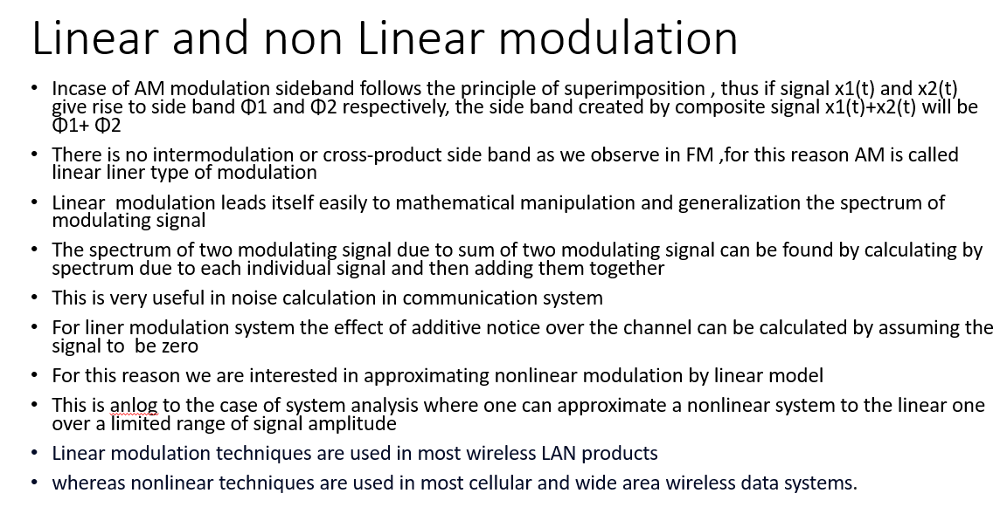 Linear and non Linear modulation
• Incase of AM modulation sideband follows the principle of superimposition , thus if signal x1(t) and x2(t)
give rise to side band Φ1 and Φ2 respectively, the side band created by composite signal x1(t)+x2(t) will be
Φ1+ Φ2
• There is no intermodulation or cross-product side band as we observe in FM ,for this reason AM is called
linear liner type of modulation
• Linear  modulation leads itself easily to mathematical manipulation and generalization the spectrum of
modulating signal
• The spectrum of two modulating signal due to sum of two modulating signal can be found by calculating by
spectrum due to each individual signal and then adding them together
• This is very useful in noise calculation in communication system
• For liner modulation system the effect of additive notice over the channel can be calculated by assuming the
signal to  be zero
• For this reason we are interested in approximating nonlinear modulation by linear model
• This is anlog to the case of system analysis where one can approximate a nonlinear system to the linear one
over a limited range of signal amplitude
• Linear modulation techniques are used in most wireless LAN products
• whereas nonlinear techniques are used in most cellular and wide area wireless data systems.